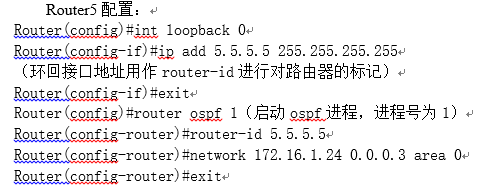 Router5 配置：
Router(config)#int loopback 0
Router(config-if)#ip add 5.5.5.5 255.255.255.255
（环回接口地址用作 router-id 进行对路由器的标记）
Router(config-if)#exit
Router(config)#router ospf 1（启动 ospf 进程，进程号为 1）
Router(config-router)#router-id 5.5.5.5
Router(config-router)#network 172.16.1.24 0.0.0.3 area 0
Router(config-router)#exit